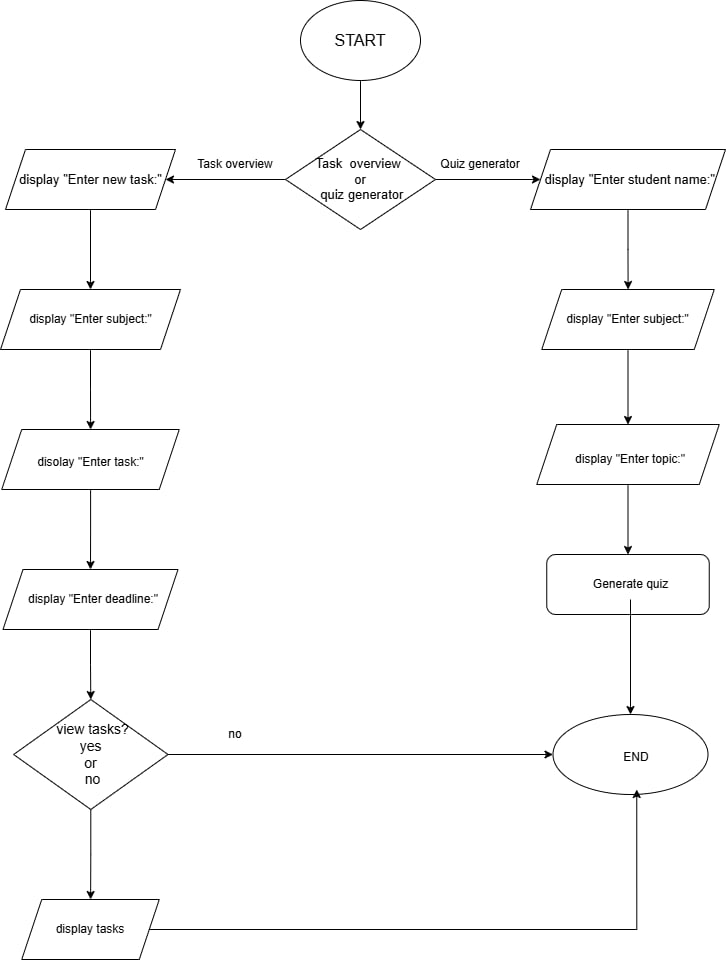 START
Task overview
Task  overview
or
quiz generator
Quiz generator
display "Enter new task:"
display "Enter student name:"
display "Enter subject:"
display "Enter subject:"
disolay "Enter task:"
display "Enter topic:"
display "Enter deadline:"
Generate quiz
view tasks?
yes
or
no
no
END
display tasks